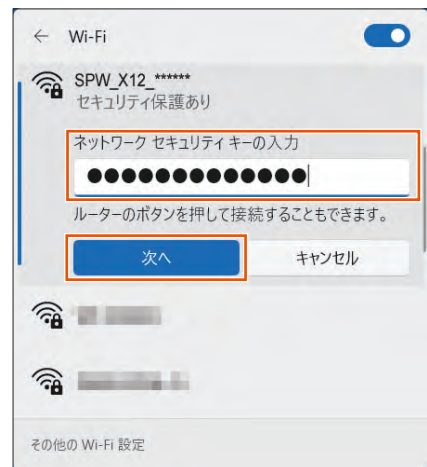 ← Wi-Fi
SPW_X12_******
セキュリティ保護あり
ネットワーク セキュリティ キーの入力
●●●●●●●●●●●●●
ルーターのボタンを押して接続することもできます。
次へ キャンセル
その他の Wi-Fi 設定